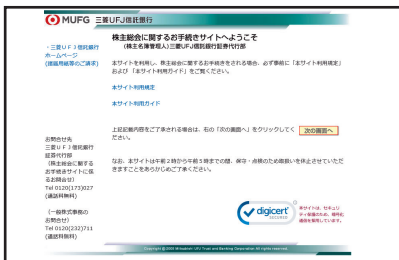 MUFG 三菱UFJ信託銀行
・三菱ＵＦＪ信託銀行
ホームページ
(議論用紙等のご請求)
株主総会に関するお手続きサイトへようこそ
(株主名簿管理人)三菱UFJ信託銀行証券代行部
本サイトを利用し、株主総会に関するお手続きをされる場合、必ず事前に「本サイト利用規定」
および「本サイト利用ガイド」をご覧ください。
本サイト利用規定
本サイト利用ガイド
上記記載内容をご了承される場合は、右の「次の画面へ」をクリックしてく
ださい。
次の画面へ
なお、本サイトは午前２時から午前５時までの間、保守・点検のため取扱いを休止させていただ
きますことをあらかじめご了承ください。
お問合せ先
三菱ＵＦＪ信託銀行
証券代行部
（株主総会に関する
お手続きサイトに係
るお問合せ）
Tel 0120(173)027
(通話料無料)
（一般株式事務の
お問合せ）
Tel 0120(232)711
(通話料無料)
digicert
本サイトは、セキュリ
ティ保護のため、暗号化
通信を採用しています。
Copyright @ 2005 Mitsubishi UFJ Trust and Banking Corporation All rights reserved.